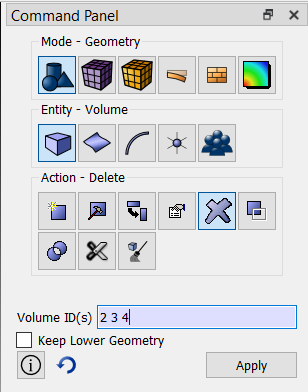 Command Panel
Mode - Geometry
Entity - Volume
Action - Delete
Volume ID(s) 2 3 4
Keep Lower Geometry
Apply